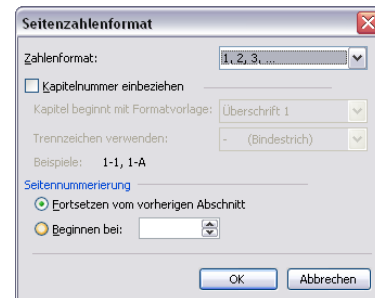 Seitenzahlenformat
Zahlenformat: 1, 2, 3, ...
Kapitelnummer einbeziehen
Kapitel beginnt mit Formatvorlage: Überschrift 1
Trennzeichen verwenden: - (Bindestrich)
Beispiele: 1-1, 1-A
Seitennummerierung
Fortsetzen vom vorherigen Abschnitt
Beginnen bei:
OK Abbrechen